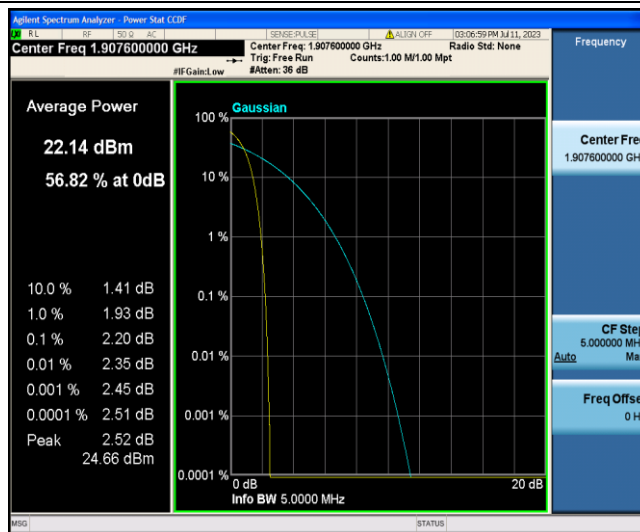 Agilent Spectrum Analyzer - Power Stat CCDF
RL RF 50 Ω AC SENSE:PULSE ALIGN OFF 03:06:59 PM Jul 11, 2023
Center Freq 1.907600000 GHz
Center Freq: 1.907600000 GHz Radio Std: None
Trig: Free Run Counts:1.00 M/1.00 Mpt
#IFGain:Low #Atten: 36 dB
Frequency
Average Power
22.14 dBm
56.82 % at 0dB
10.0 % 1.41 dB
1.0 % 1.93 dB
0.1 % 2.20 dB
0.01 % 2.35 dB
0.001 % 2.45 dB
0.0001 % 2.51 dB
Peak 2.52 dB
24.66 dBm
Gaussian
100 %
10 %
1 %
0.1 %
0.01 %
0.001 %
0.0001 %
0 dB 20 dB
Info BW 5.0000 MHz
Center Fre
1.907600000 GH
CF Step
5.000000 MH
Auto Ma
Freq Offse
0 H
MSG STATUS